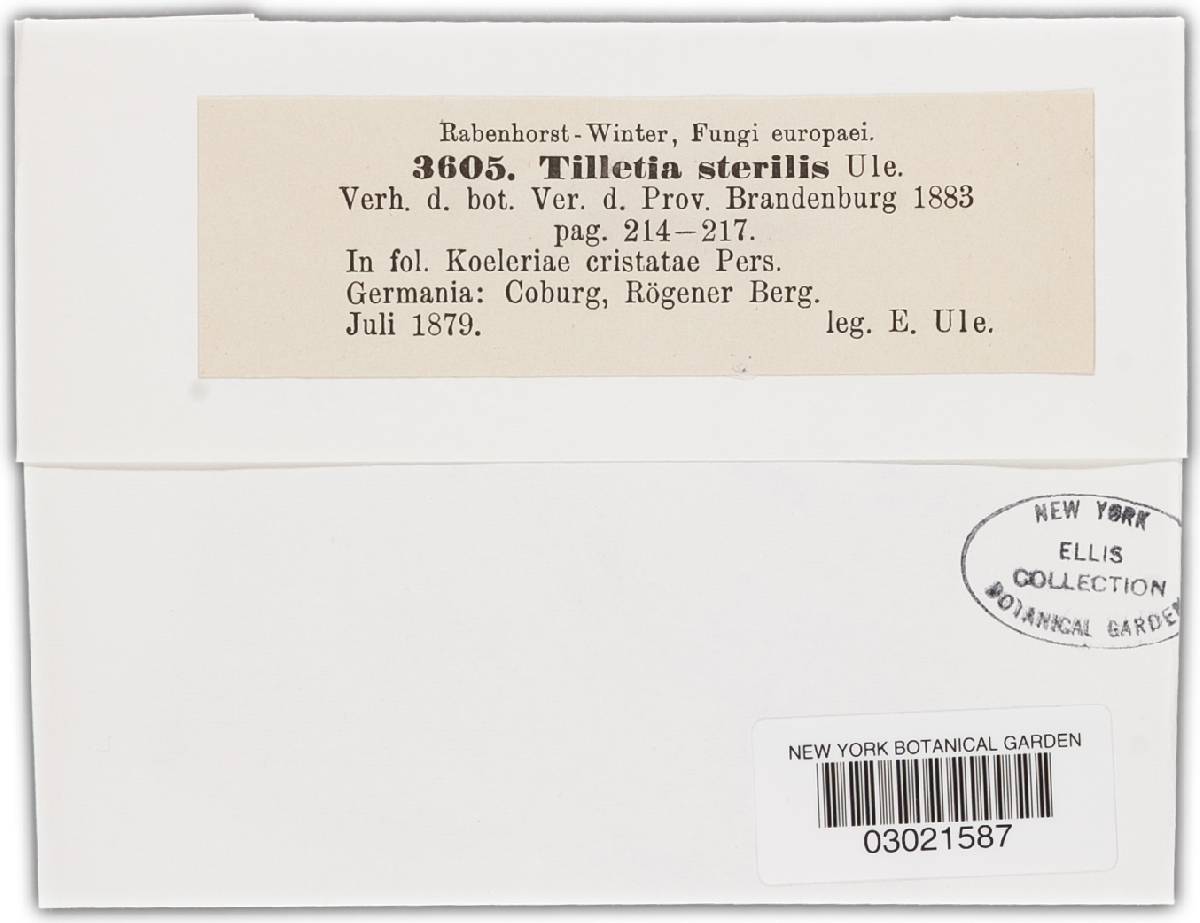 Rabenhorst-Winter, Fungi europaei.
3605. Tilletia sterilis Ule.
Verh. d. bot. Ver. d. Prov. Brandenburg 1883
pag. 214—217.
In fol. Koeleriae cristatae Pers.
Germania: Coburg, Rögener Berg.
Juli 1879. leg. E. Ule.
NEW YORK
ELLIS
COLLECTION
BOTANICAL GARDEN
NEW YORK BOTANICAL GARDEN
03021587